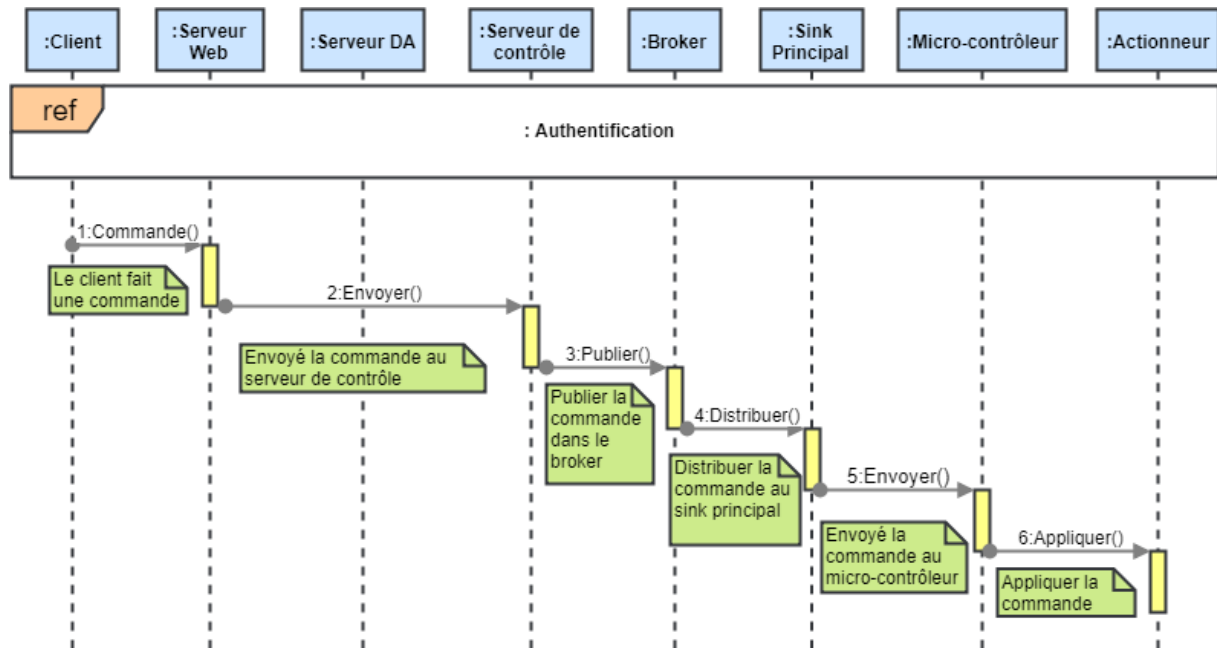 :Client
:Serveur
Web
:Serveur DA
:Serveur de
contrôle
:Broker
:Sink
Principal
:Micro-contrôleur
:Actionneur
ref
: Authentification
1:Commande()
Le client fait
une commande
2:Envoyer()
Envoyé la commande au
serveur de contrôle
3:Publier()
Publier la
commande
dans le
broker
4:Distribuer()
Distribuer la
commande au
sink principal
5:Envoyer()
Envoyé la
commande au
micro-contrôleur
6:Appliquer()
Appliquer la
commande